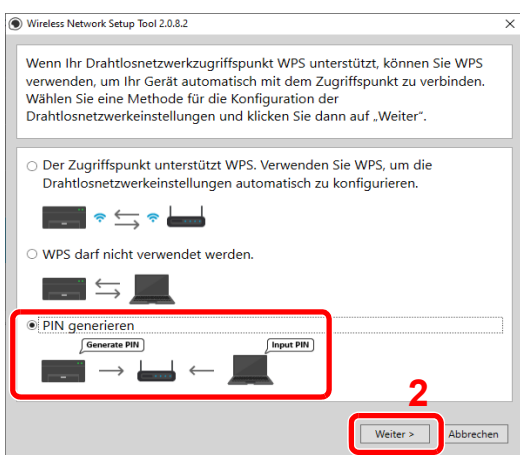 Wireless Network Setup Tool 2.0.8.2
Wenn Ihr Drahtlosnetzwerkzugriffspunkt WPS unterstützt, können Sie WPS
verwenden, um Ihr Gerät automatisch mit dem Zugriffspunkt zu verbinden.
Wählen Sie eine Methode für die Konfiguration der
Drahtlosnetzwerkeinstellungen und klicken Sie dann auf „Weiter“.
Der Zugriffspunkt unterstützt WPS. Verwenden Sie WPS, um die
Drahtlosnetzwerkeinstellungen automatisch zu konfigurieren.
WPS darf nicht verwendet werden.
PIN generieren
Generate PIN
Input PIN
2
Weiter >
Abbrechen